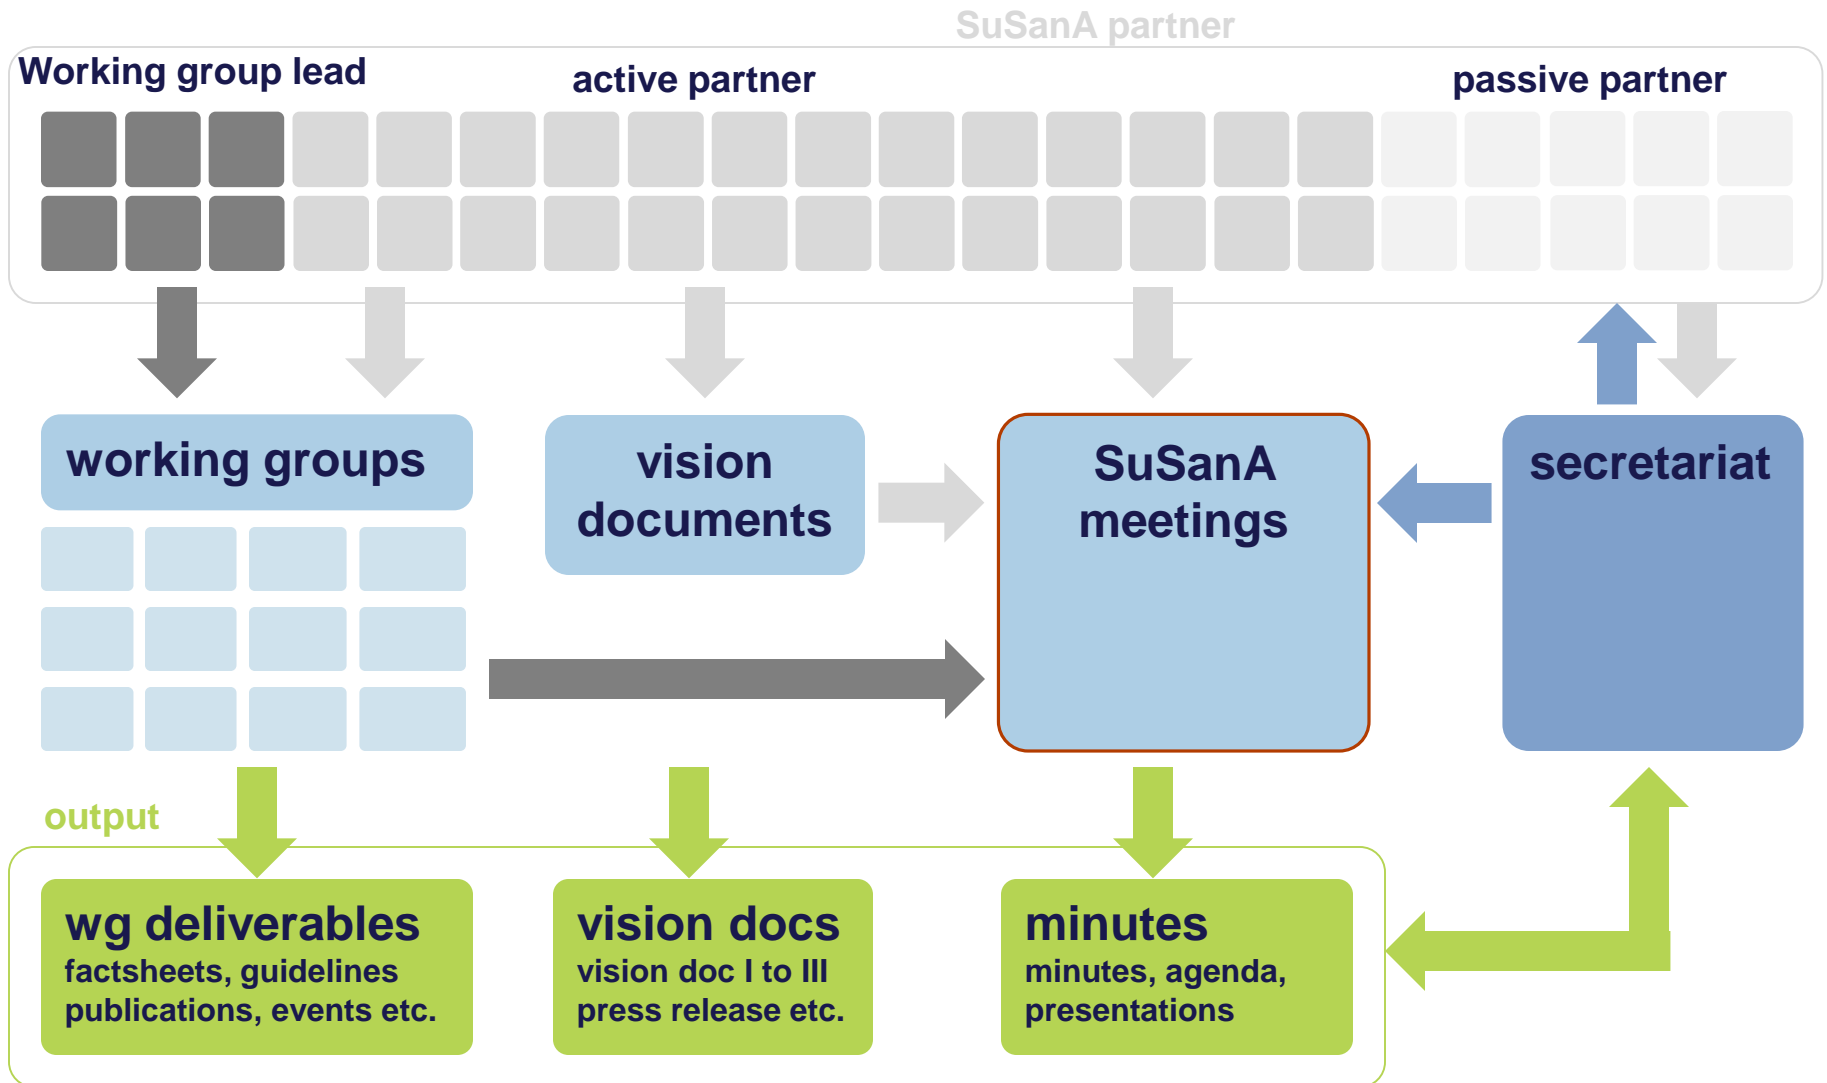 SuSanA partner
Working group lead
active partner
passive partner
working groups
vision
documents
SuSanA
meetings
secretariat
output
wg deliverables
factsheets, guidelines
publications, events etc.
vision docs
vision doc I to III
press release etc.
minutes
minutes, agenda,
presentations